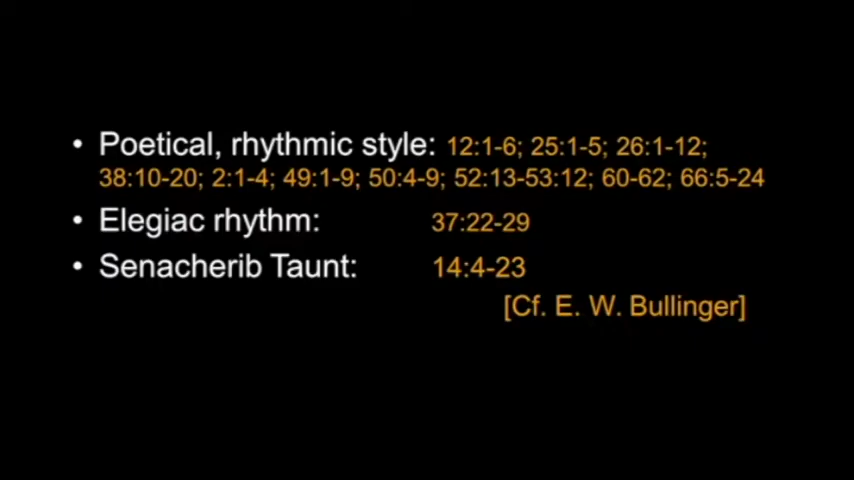 • Poetical, rhythmic style: 12:1-6; 25:1-5; 26:1-12;
38:10-20; 2:1-4; 49:1-9; 50:4-9; 52:13-53:12; 60-62; 66:5-24
• Elegiac rhythm: 37:22-29
• Senacherib Taunt: 14:4-23
[Cf. E. W. Bullinger]